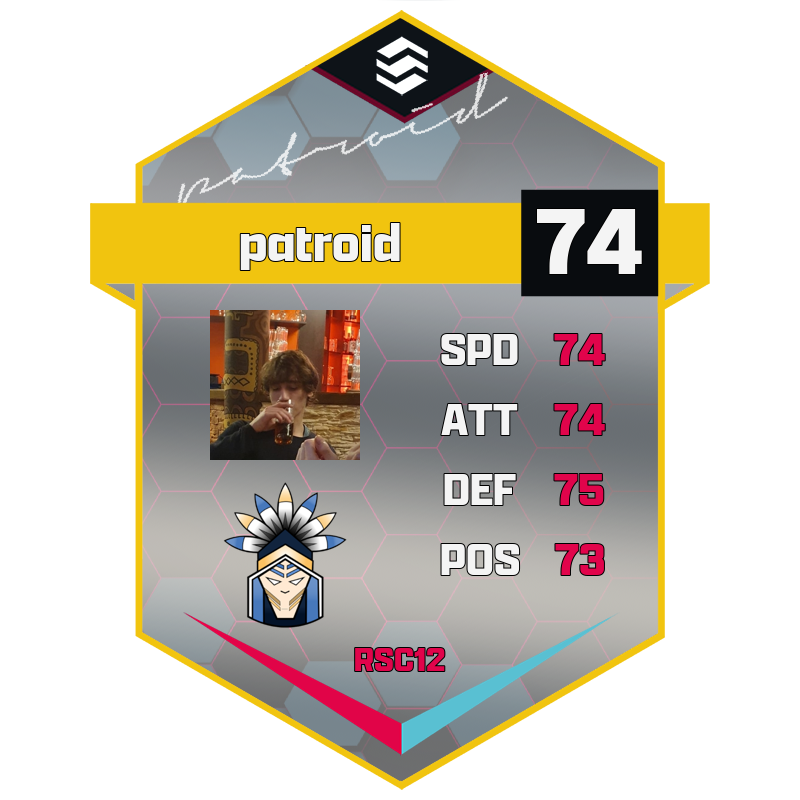 patroid
patroid 74
SPD 74
ATT 74
DEF 75
POS 73
RSC12